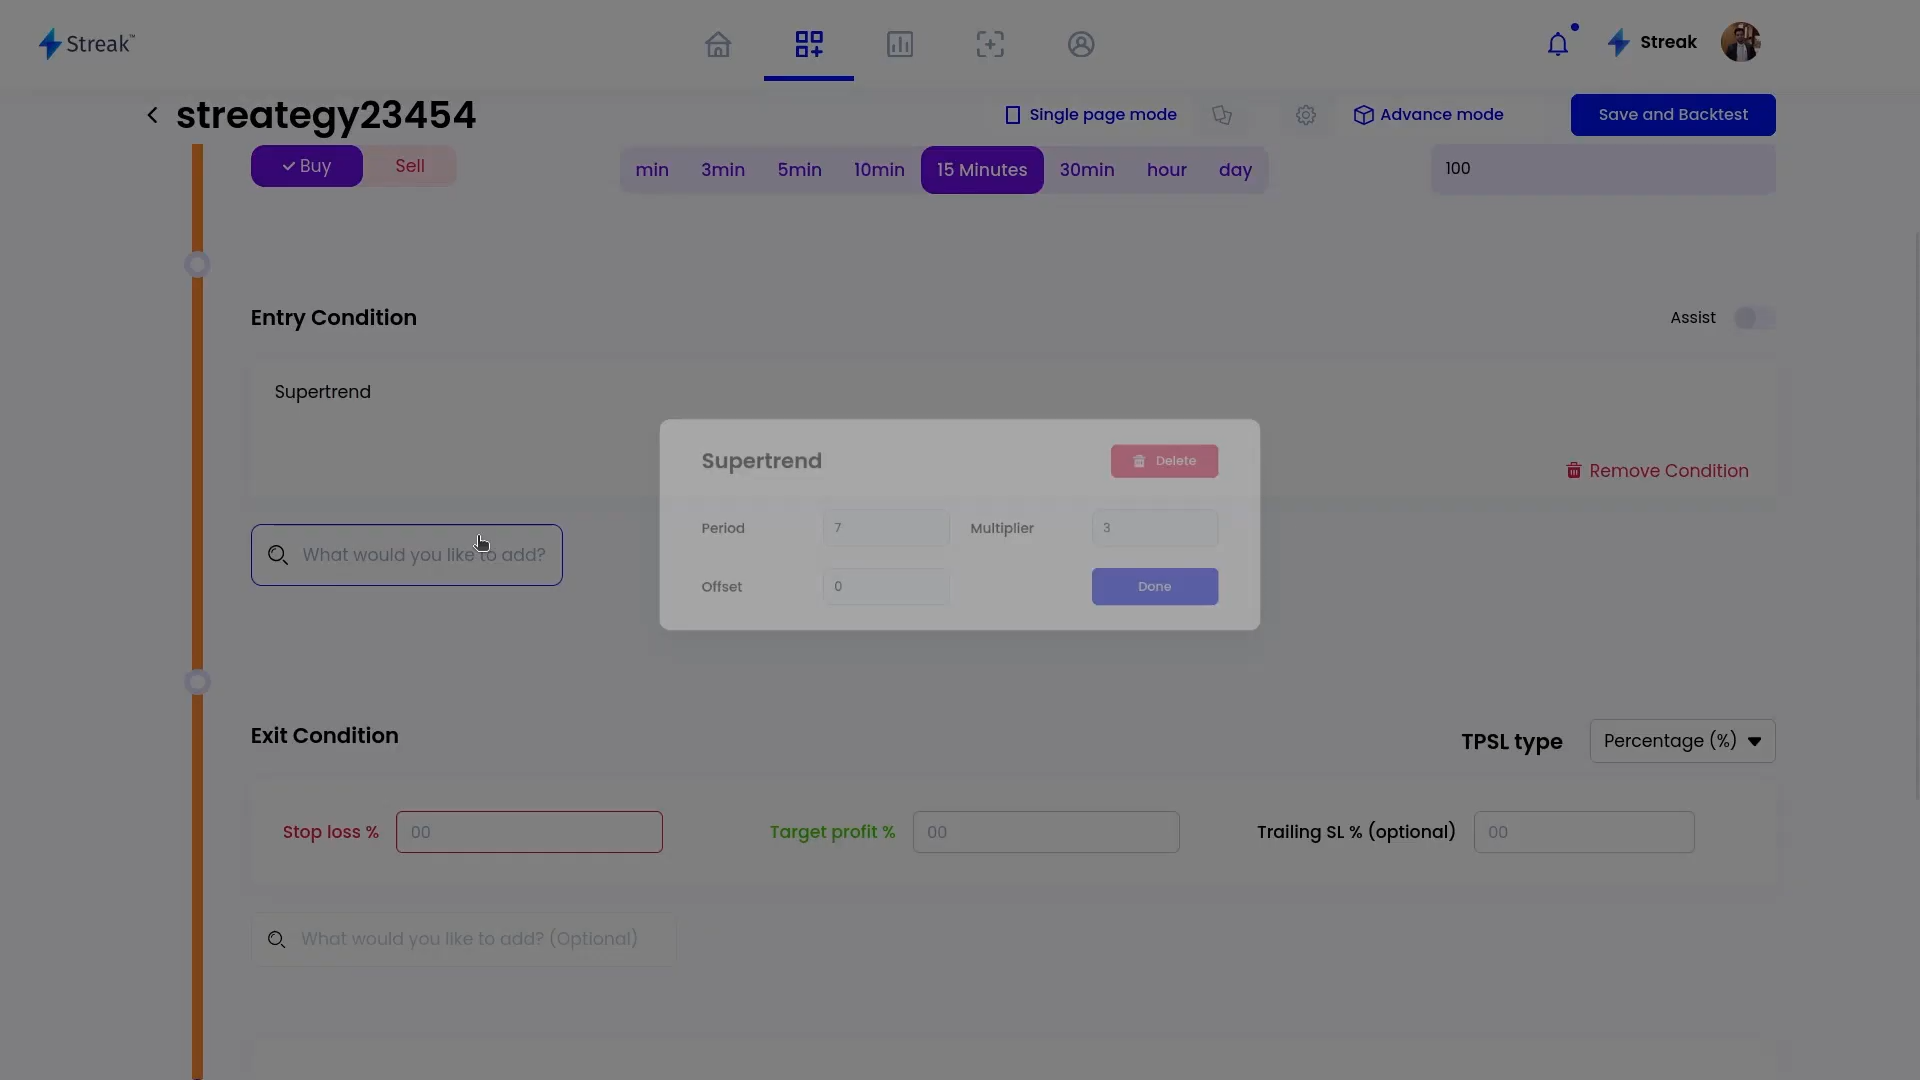 Streak™
Streak
streategy23454
Single page mode
Advance mode
Save and Backtest
Buy
Sell
min
3min
5min
10min
15 Minutes
30min
hour
day
100
Entry Condition
Assist
Supertrend
Remove Condition
What would you like to add?
Supertrend
Delete
Period
7
Multiplier
3
Offset
0
Done
Exit Condition
TPSL type
Percentage (%)
Stop loss %
00
Target profit %
00
Trailing SL % (optional)
00
What would you like to add? (Optional)